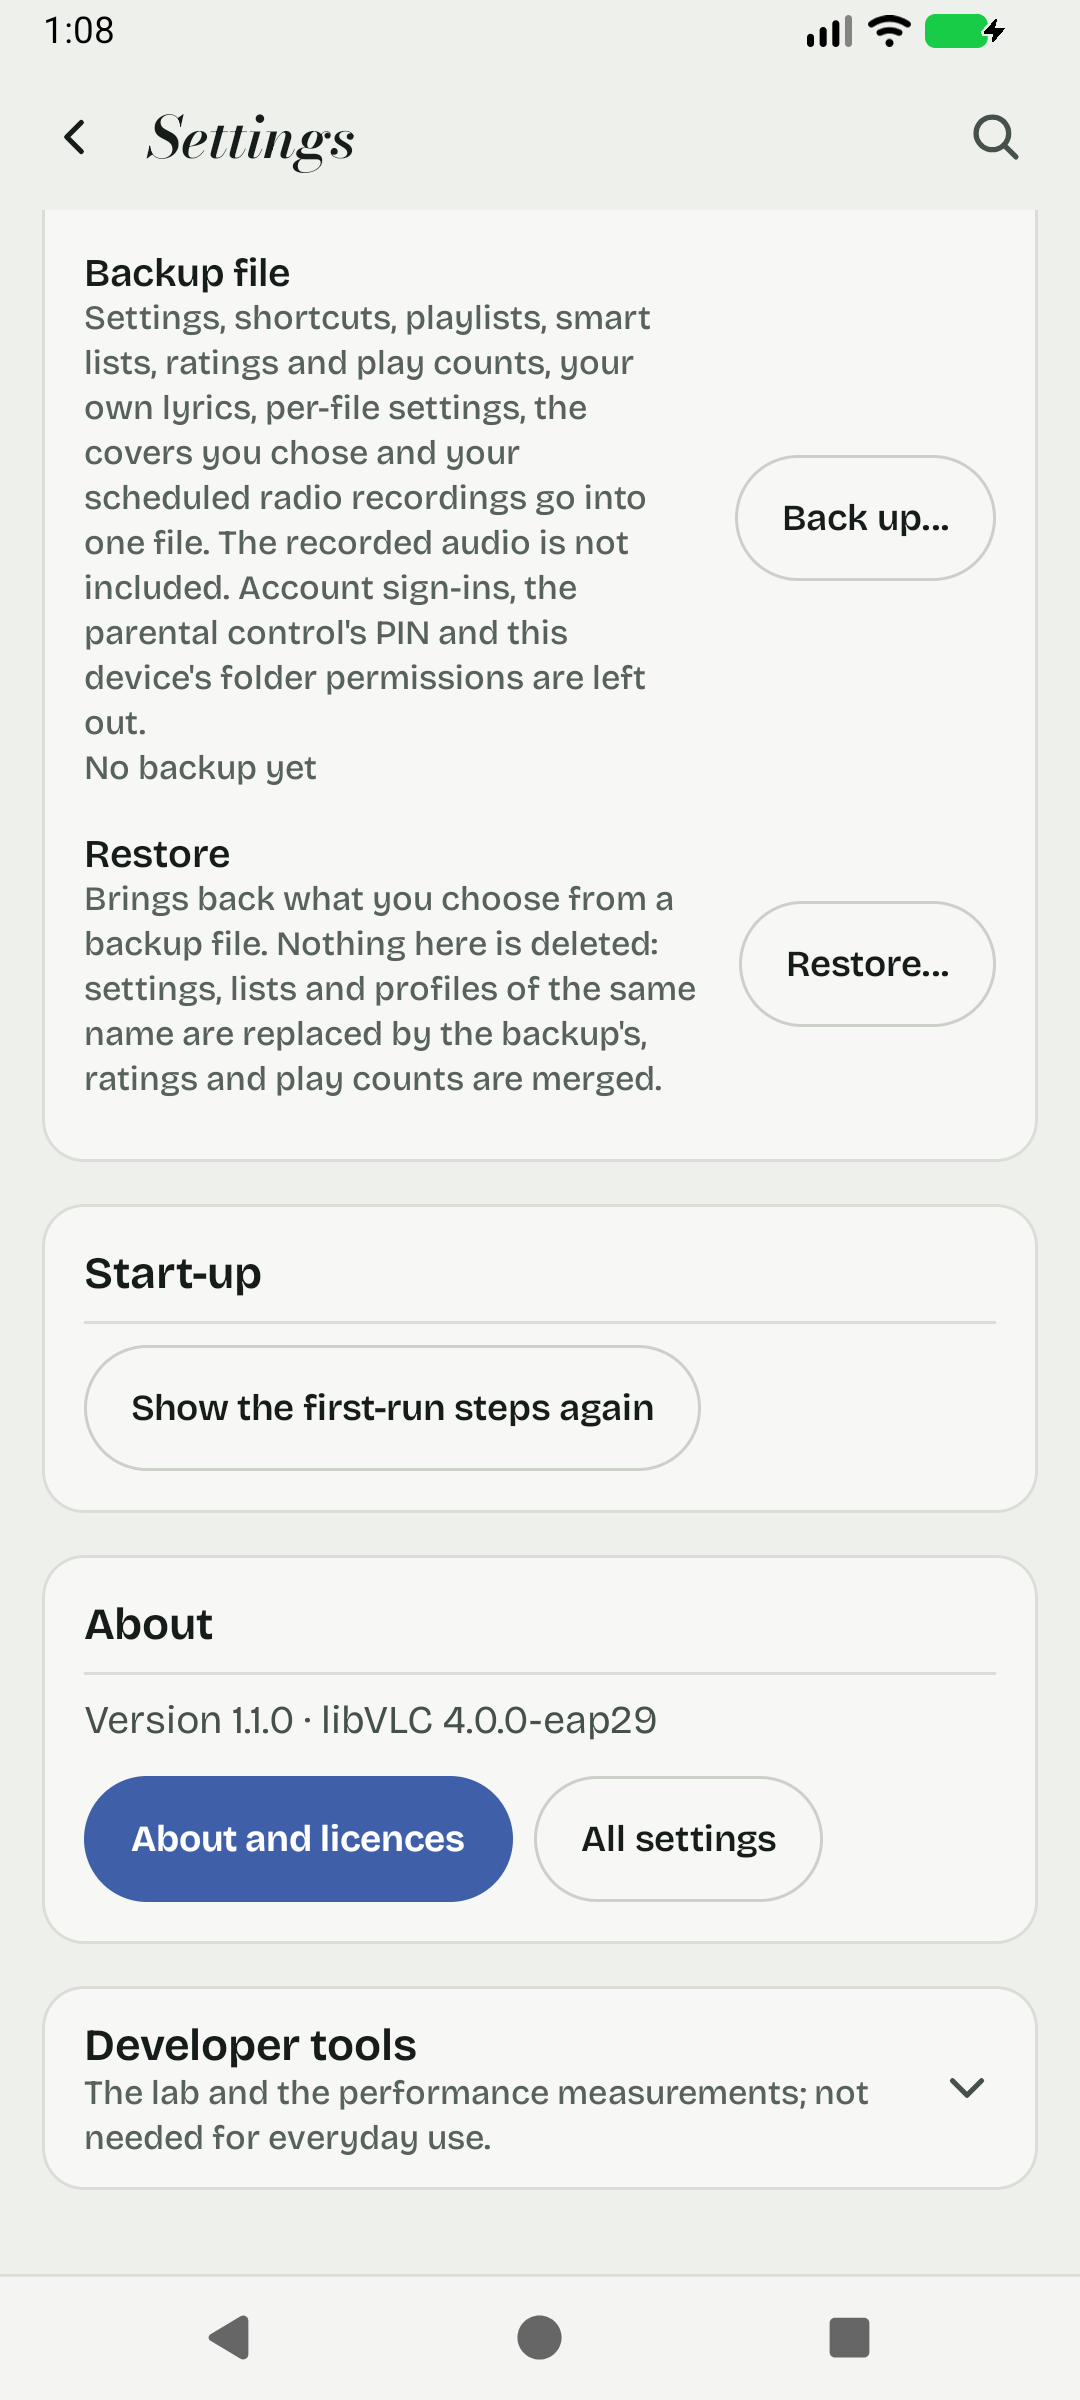 1:08
Settings
Backup file
Settings, shortcuts, playlists, smart
lists, ratings and play counts, your
own lyrics, per-file settings, the
covers you chose and your
scheduled radio recordings go into
one file. The recorded audio is not
included. Account sign-ins, the
parental control's PIN and this
device's folder permissions are left
out.
No backup yet
Back up...
Restore
Brings back what you choose from a
backup file. Nothing here is deleted:
settings, lists and profiles of the same
name are replaced by the backup's,
ratings and play counts are merged.
Restore...
Start-up
Show the first-run steps again
About
Version 1.1.0 · libVLC 4.0.0-eap29
About and licences
All settings
Developer tools
The lab and the performance measurements; not
needed for everyday use.